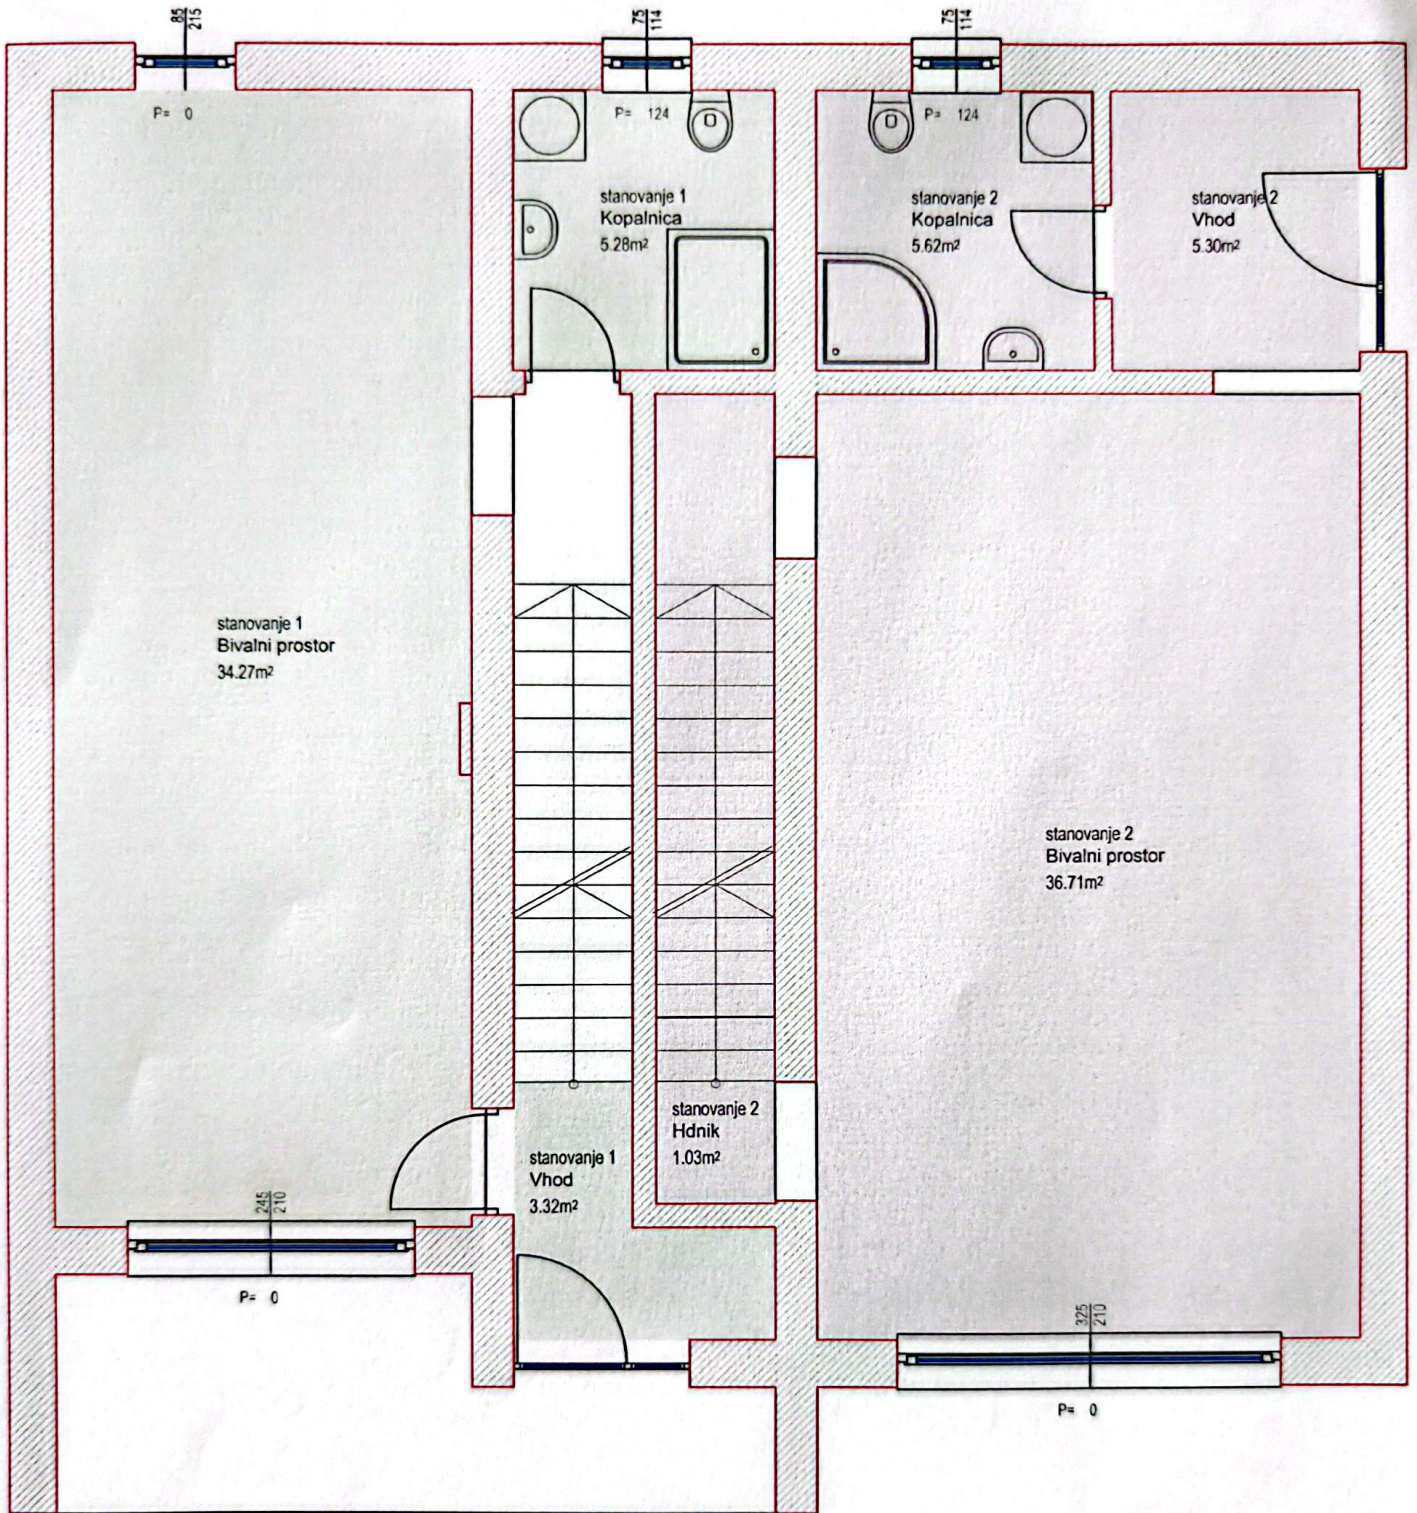 85
215
75
114
75
114
P= 0
P= 124
P= 124
stanovanje 1
Kopalnica
5.28m²
stanovanje 2
Kopalnica
5.62m²
stanovanje 2
Vhod
5.30m²
stanovanje 1
Bivalni prostor
34.27m²
stanovanje 2
Bivalni prostor
36.71m²
stanovanje 2
Hdnik
1.03m²
stanovanje 1
Vhod
3.32m²
245
210
P= 0
325
210
P= 0